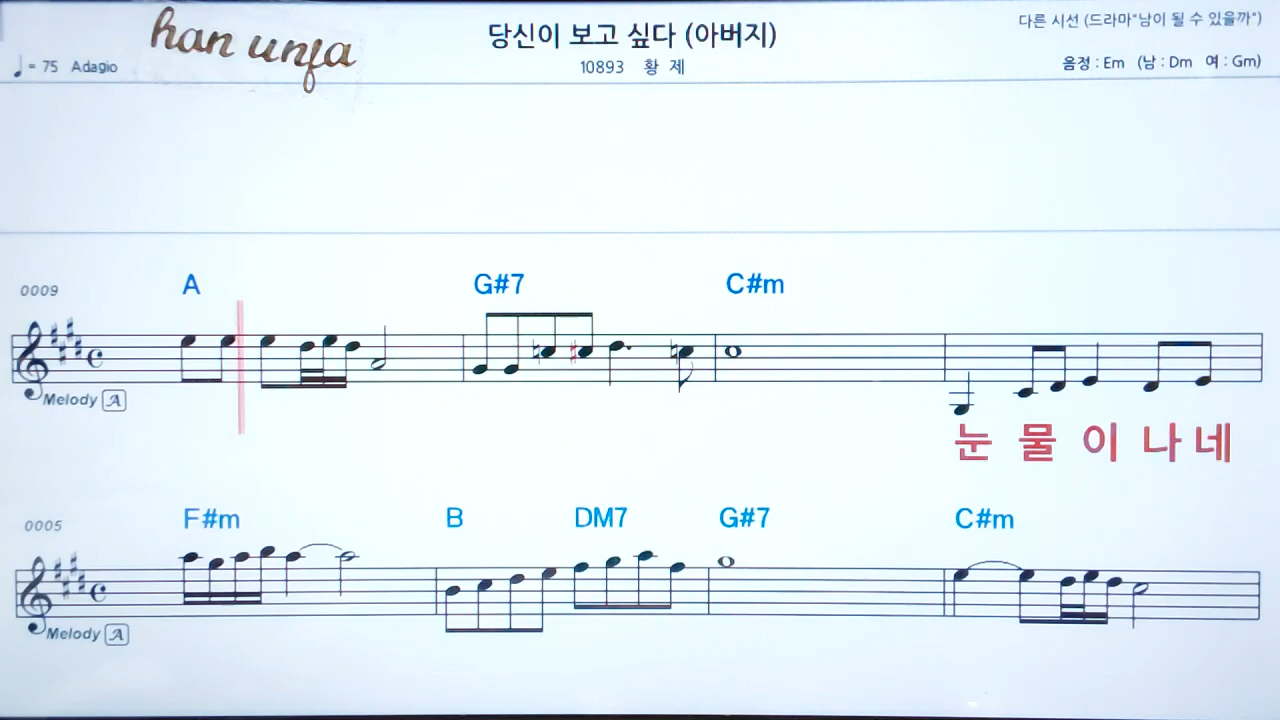 han unja
당신이 보고 싶다 (아버지)
다른 시선 (드라마"남이 될 수 있을까")
♩= 75 Adagio
10893 황 제
음정 : Em (남 : Dm 여 : Gm)
A G#7 C#m
0009
Melody A
눈 물 이 나 네
F#m B DM7 G#7 C#m
0005
Melody A